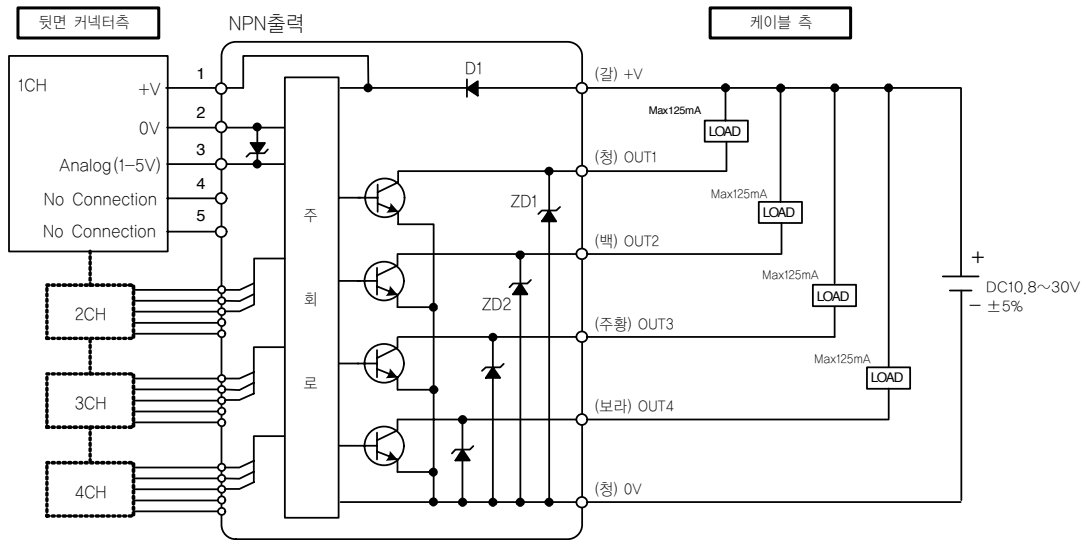 뒷면 커넥터측
NPN출력
케이블 측
1CH
+V
1
0V
2
Analog(1-5V)
3
No Connection
4
No Connection
5
2CH
3CH
4CH
주
회
로
D1
ZD1
ZD2
(갈) +V
(청) OUT1
(백) OUT2
(주황) OUT3
(보라) OUT4
(청) 0V
Max125mA
LOAD
Max125mA
LOAD
Max125mA
LOAD
Max125mA
LOAD
+
DC10.8~30V
− ±5%